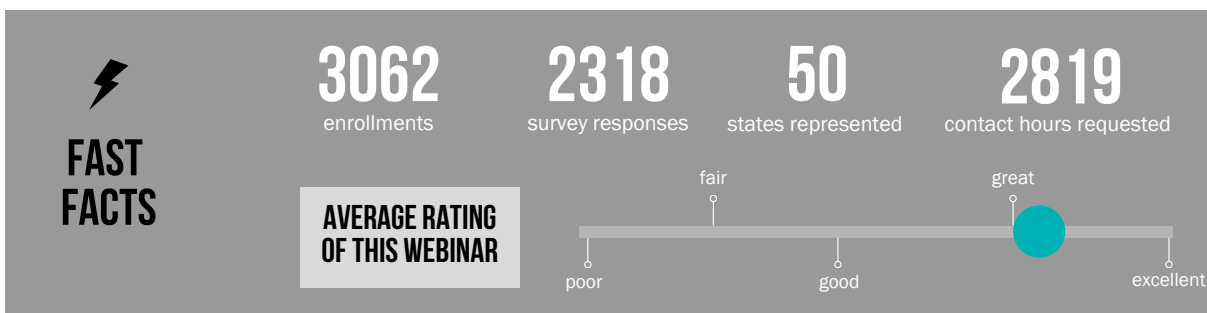 FAST
FACTS
3062
enrollments
2318
survey responses
50
states represented
2819
contact hours requested
AVERAGE RATING
OF THIS WEBINAR
poor
fair
good
great
excellent